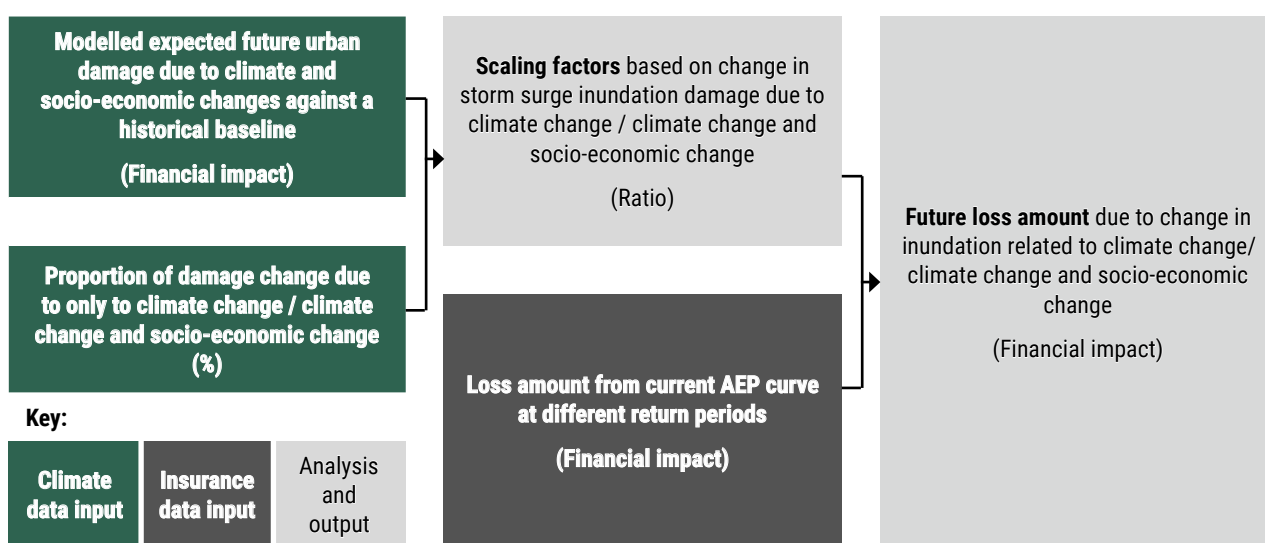 Modelled expected future urban
damage due to climate and
socio-economic changes against a
historical baseline
(Financial impact)
Proportion of damage change due
to only to climate change / climate
change and socio-economic change
(%)
Scaling factors based on change in
storm surge inundation damage due to
climate change / climate change and
socio-economic change
(Ratio)
Loss amount from current AEP curve
at different return periods
(Financial impact)
Future loss amount due to change in
inundation related to climate change/
climate change and socio-economic
change
(Financial impact)
Key:
Climate
data input
Insurance
data input
Analysis
and
output